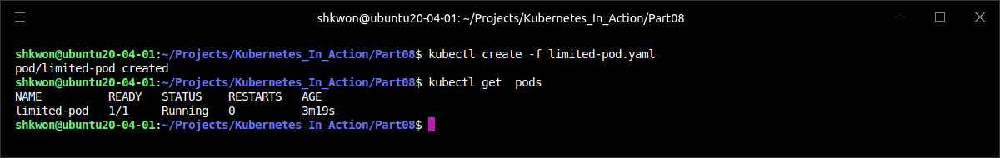 shkwon@ubuntu20-04-01: ~/Projects/Kubernetes_In_Action/Part08
shkwon@ubuntu20-04-01:~/Projects/Kubernetes_In_Action/Part08$ kubectl create -f limited-pod.yaml
pod/limited-pod created
shkwon@ubuntu20-04-01:~/Projects/Kubernetes_In_Action/Part08$ kubectl get  pods
NAME          READY   STATUS    RESTARTS   AGE
limited-pod   1/1     Running   0          3m19s
shkwon@ubuntu20-04-01:~/Projects/Kubernetes_In_Action/Part08$